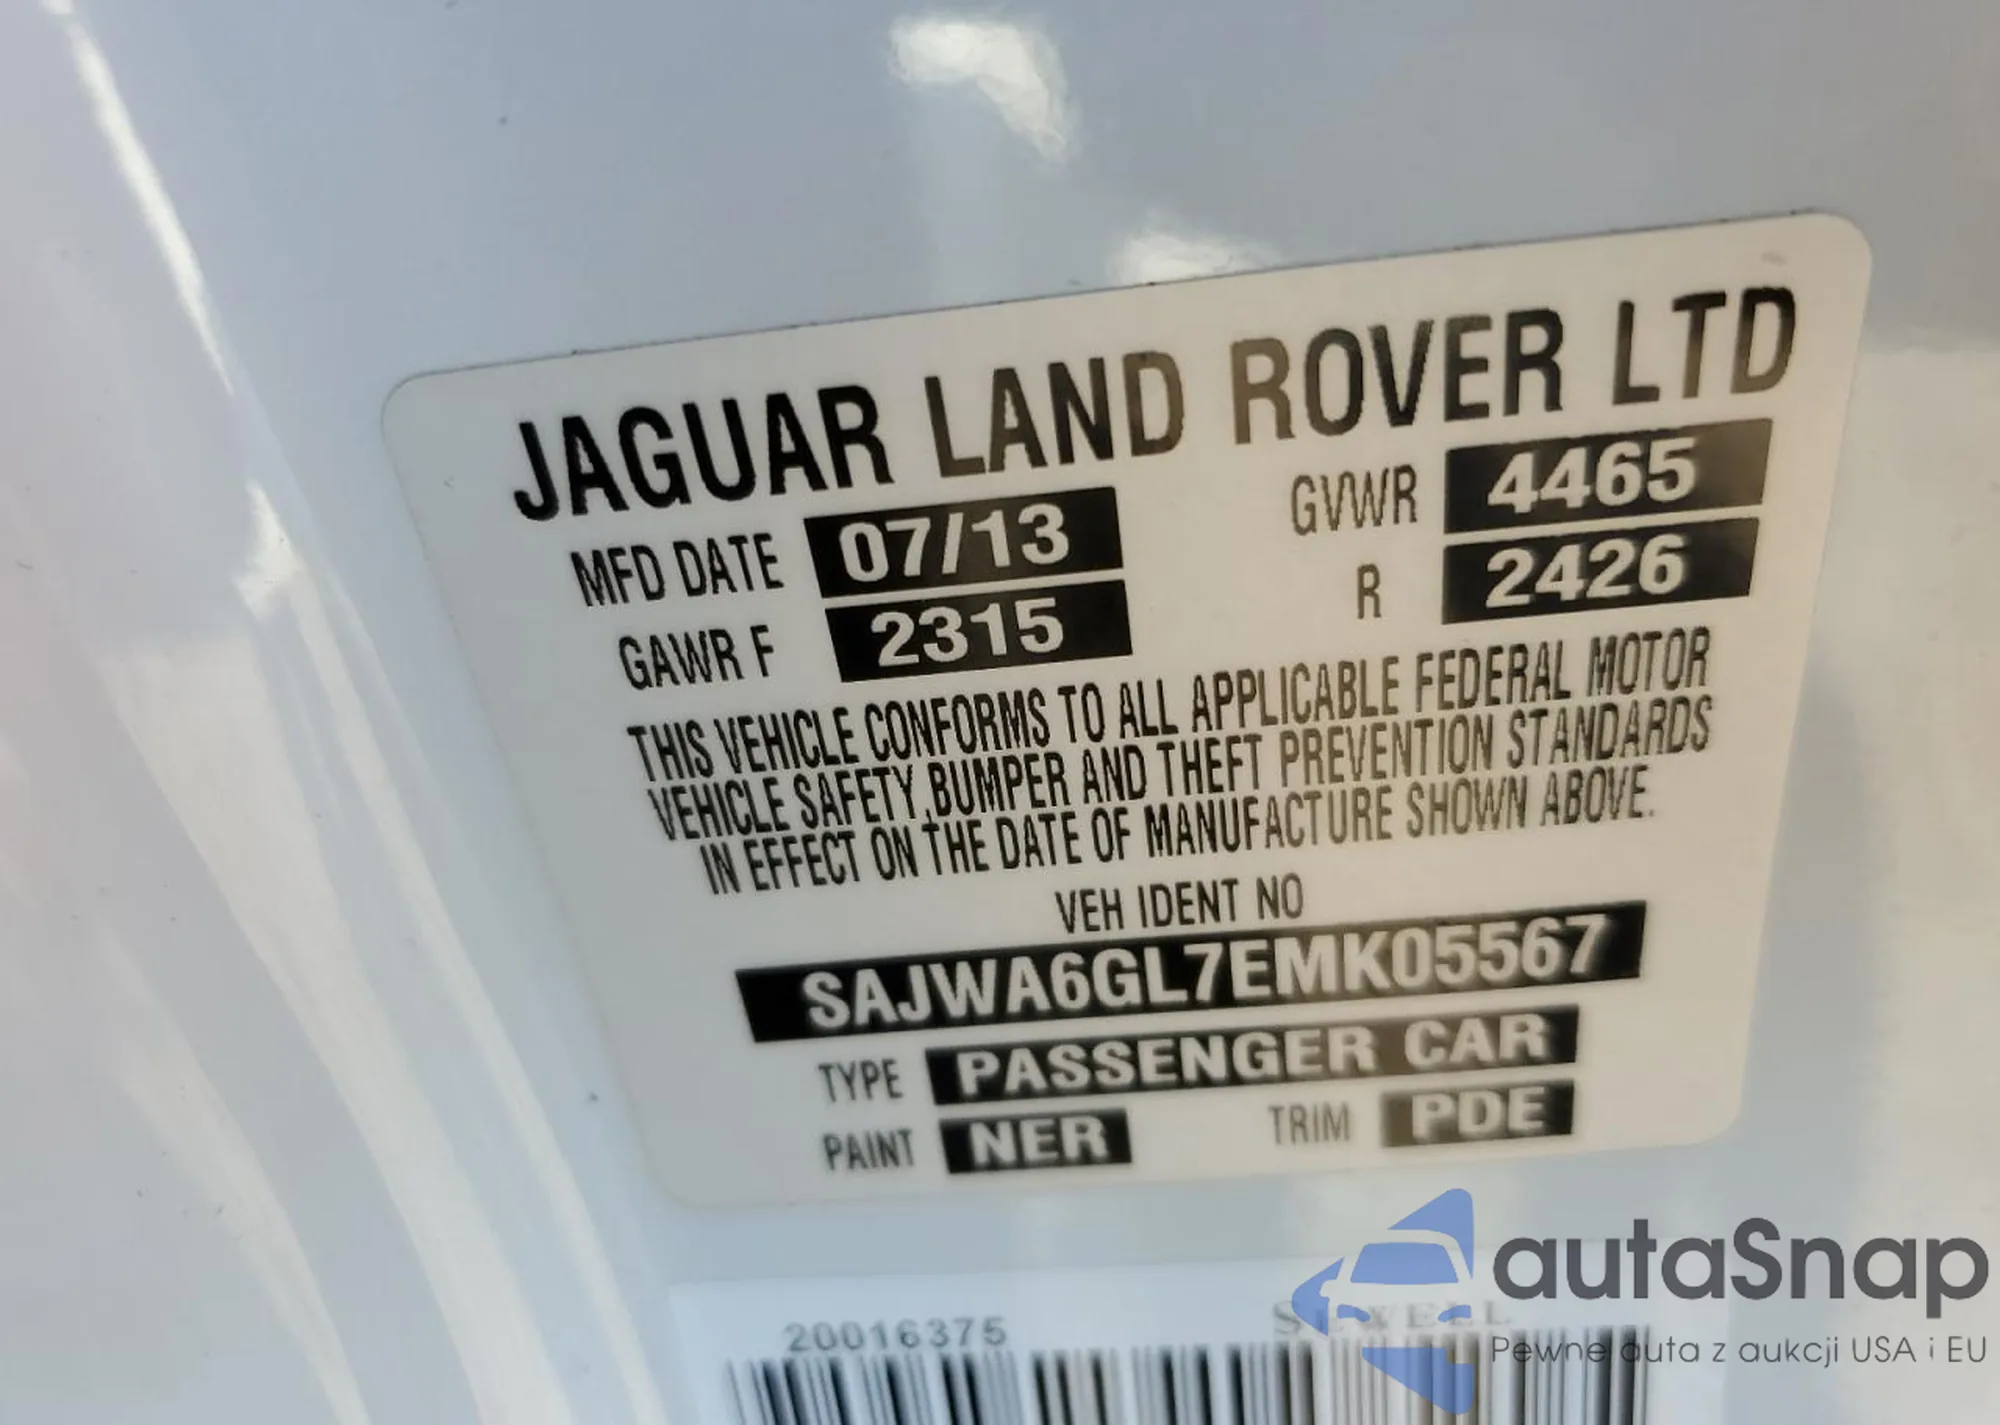 JAGUAR LAND ROVER LTD
MFD DATE 07/13 GVWR 4465
GAWR F 2315 R 2426
THIS VEHICLE CONFORMS TO ALL APPLICABLE FEDERAL MOTOR
VEHICLE SAFETY,BUMPER AND THEFT PREVENTION STANDARDS
IN EFFECT ON THE DATE OF MANUFACTURE SHOWN ABOVE.
VEH IDENT NO
SAJWA6GL7EMK05567
TYPE PASSENGER CAR
PAINT NER TRIM PDE
20016375 SEWELL
autaSnap
Pewne auta z aukcji USA i EU